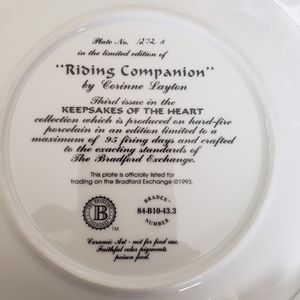 Plate No. 1272 A
in the limited edition of
"Riding Companion"
by Corinne Layton
Third issue in the
KEEPSAKES OF THE HEART
collection which is produced on hard-fire
porcelain in an edition limited to a
maximum of 95 firing days and crafted
to the exacting standards of
The Bradford Exchange.
This plate is officially listed for
trading on the Bradford Exchange ©1993.
B
TM
BRADEX
84-B10-43.3
NUMBER
Ceramic Art - not for food use.
Faithful color pigments
poison food.